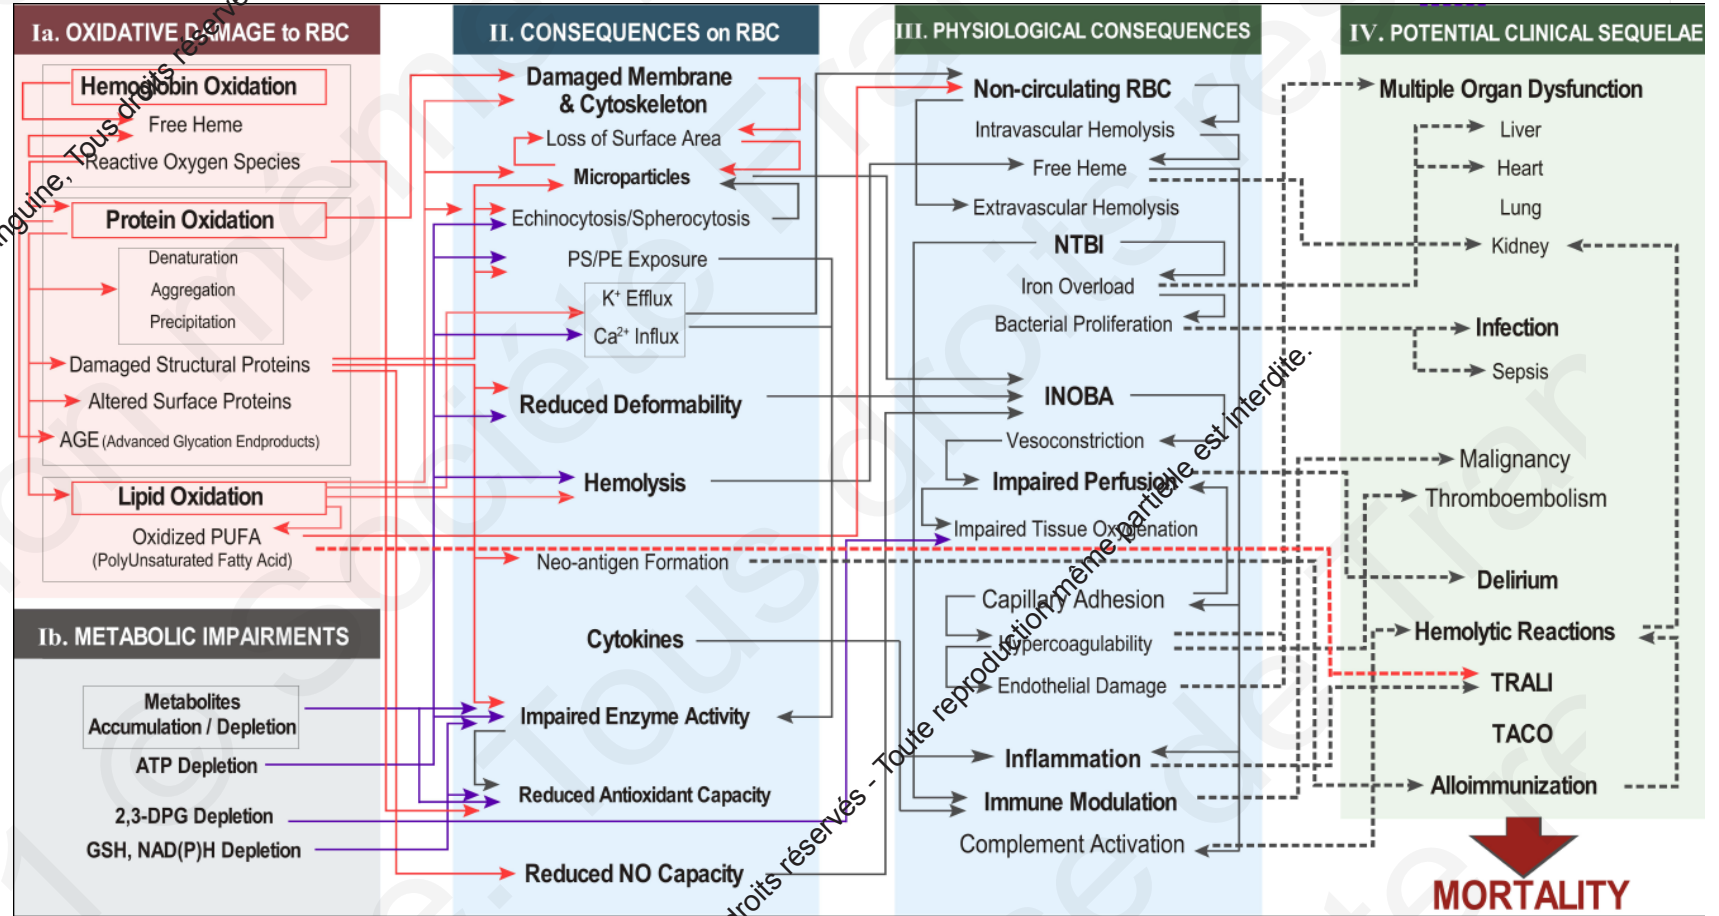 Ia. OXIDATIVE DAMAGE to RBC
Hemoglobin Oxidation
Free Heme
Reactive Oxygen Species
Protein Oxidation
Denaturation
Aggregation
Precipitation
Damaged Structural Proteins
Altered Surface Proteins
AGE (Advanced Glycation Endproducts)
Lipid Oxidation
Oxidized PUFA
(PolyUnsaturated Fatty Acid)
Ib. METABOLIC IMPAIRMENTS
Metabolites
Accumulation / Depletion
ATP Depletion
2,3-DPG Depletion
GSH, NAD(P)H Depletion
II. CONSEQUENCES on RBC
Damaged Membrane
& Cytoskeleton
Loss of Surface Area
Microparticles
Echinocytosis/Spherocytosis
PS/PE Exposure
K⁺ Efflux
Ca²⁺ Influx
Reduced Deformability
Hemolysis
Neo-antigen Formation
Cytokines
Impaired Enzyme Activity
Reduced Antioxidant Capacity
Reduced NO Capacity
III. PHYSIOLOGICAL CONSEQUENCES
Non-circulating RBC
Intravascular Hemolysis
Free Heme
Extravascular Hemolysis
NTBI
Iron Overload
Bacterial Proliferation
INOBA
Vesoconstriction
Impaired Perfusion
Impaired Tissue Oxygenation
Capillary Adhesion
Hypercoagulability
Endothelial Damage
Inflammation
Immune Modulation
Complement Activation
IV. POTENTIAL CLINICAL SEQUELAE
Multiple Organ Dysfunction
Liver
Heart
Lung
Kidney
Infection
Sepsis
Malignancy
Thromboembolism
Delirium
Hemolytic Reactions
TRALI
TACO
Alloimmunization
MORTALITY
Tous droits réservé
droits réservés - Toute reproduction même partielle est interdite.